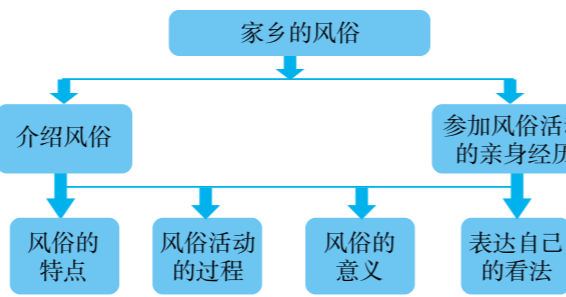 家乡的风俗
介绍风俗
参加风俗活动
的亲身经历
风俗的
特点
风俗活动
的过程
风俗的
意义
表达自己
的看法